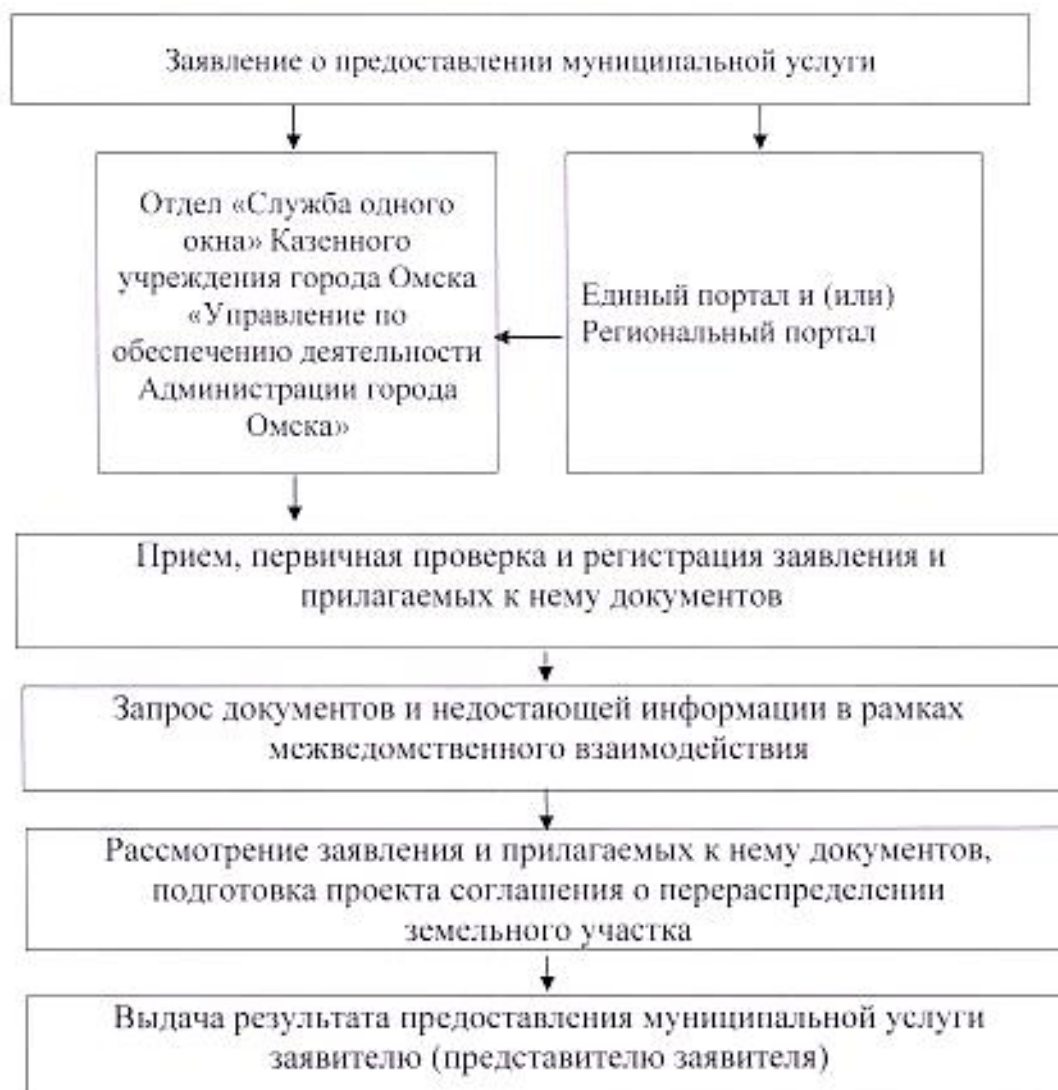 Заявление о предоставлении муниципальной услуги
Отдел «Служба одного
окна» Казенного
учреждения города Омска
«Управление по
обеспечению деятельности
Администрации города
Омска»
Единый портал и (или)
Региональный портал
Прием, первичная проверка и регистрация заявления и
прилагаемых к нему документов
Запрос документов и недостающей информации в рамках
межведомственного взаимодействия
Рассмотрение заявления и прилагаемых к нему документов,
подготовка проекта соглашения о перераспределении
земельного участка
Выдача результата предоставления муниципальной услуги
заявителю (представителю заявителя)